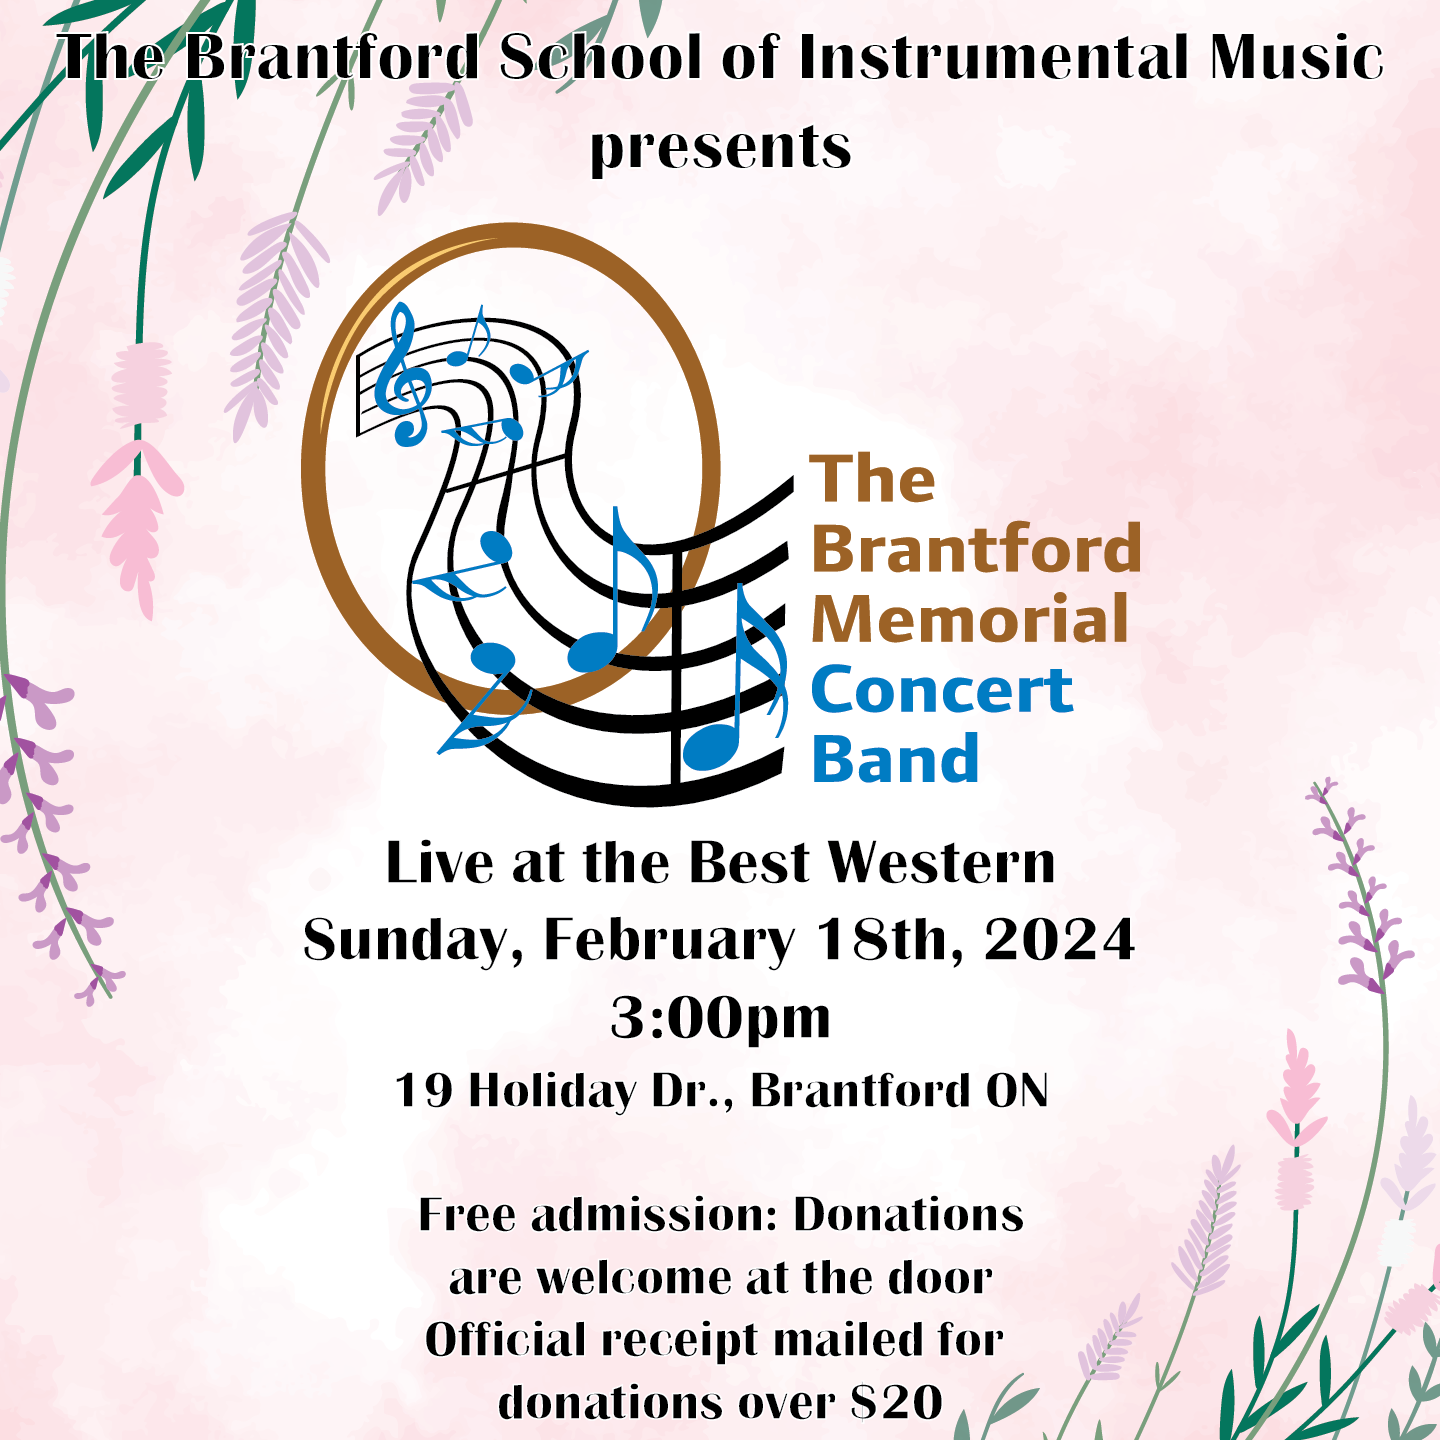 The Brantford School of Instrumental Music
presents
The
Brantford
Memorial
Concert
Band
Live at the Best Western
Sunday, February 18th, 2024
3:00pm
19 Holiday Dr., Brantford ON
Free admission: Donations
are welcome at the door
Official receipt mailed for
donations over $20